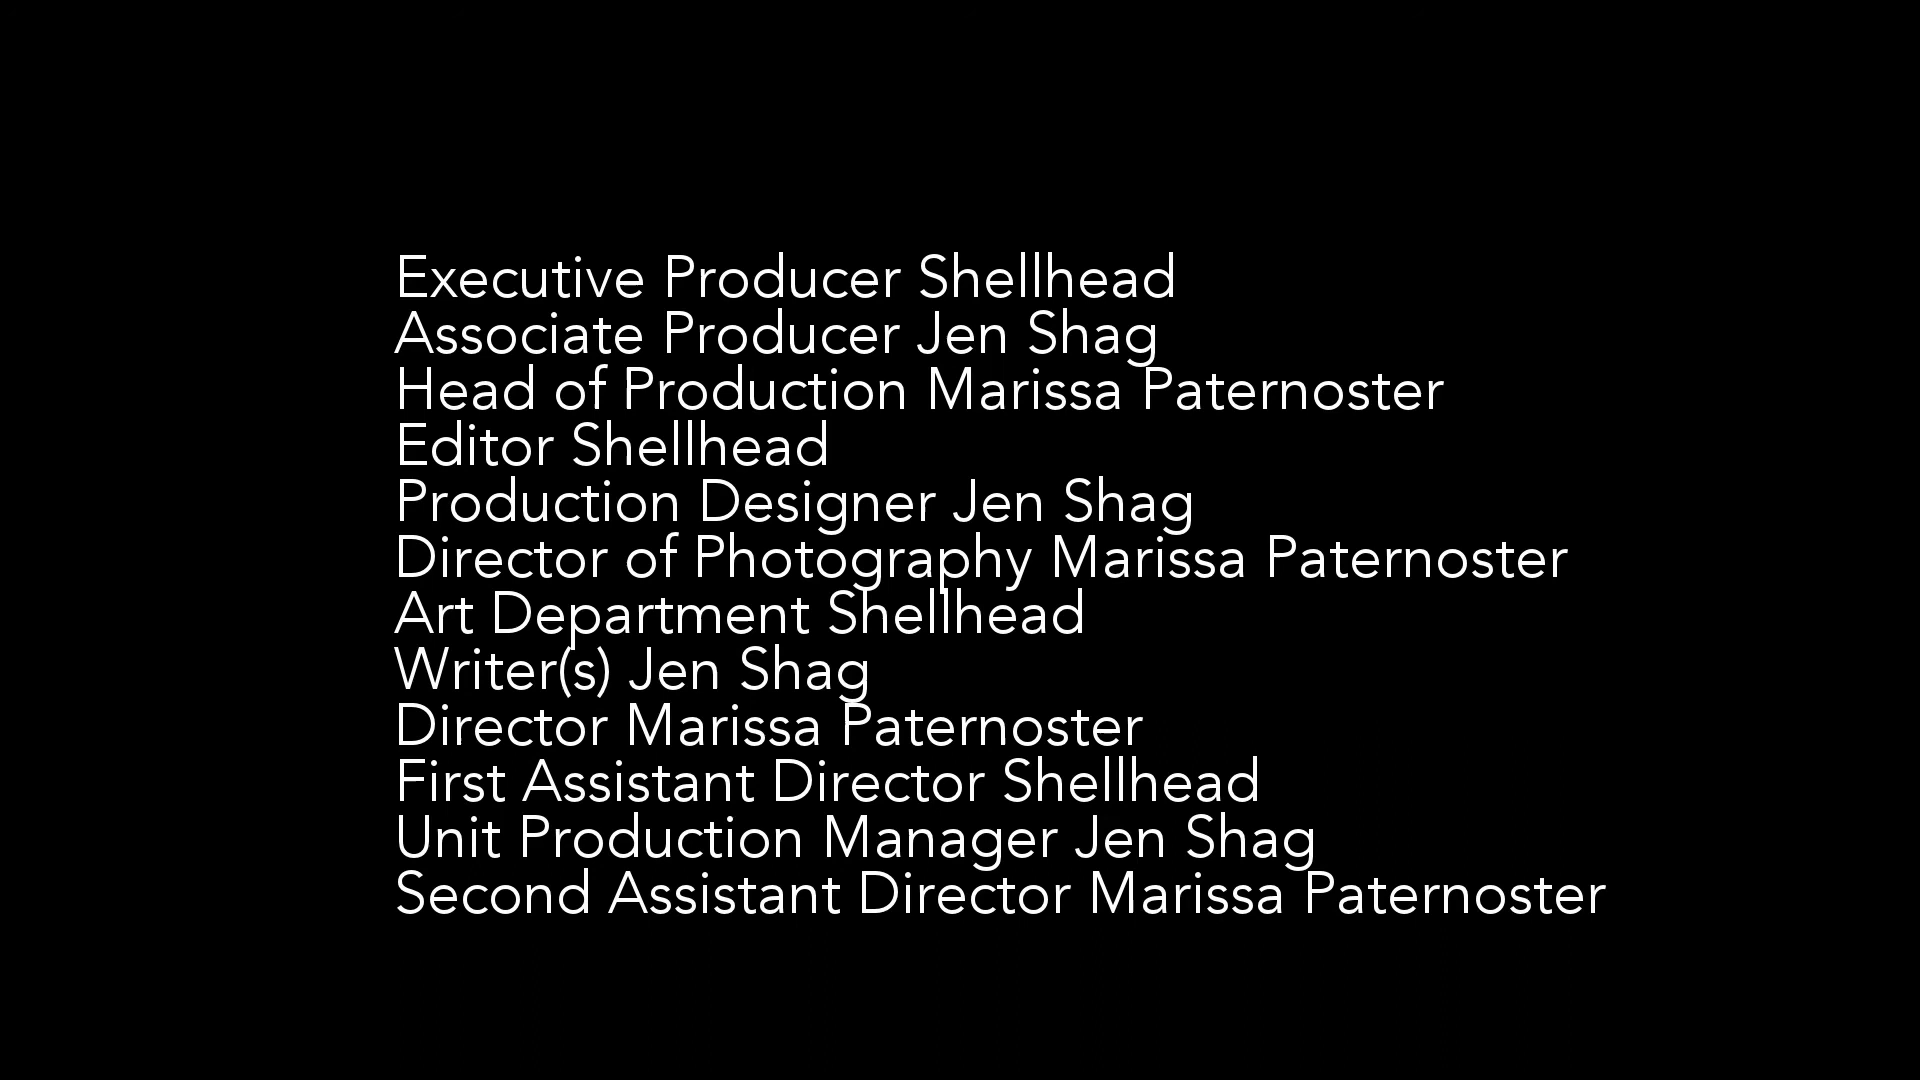 Executive Producer Shellhead
Associate Producer Jen Shag
Head of Production Marissa Paternoster
Editor Shellhead
Production Designer Jen Shag
Director of Photography Marissa Paternoster
Art Department Shellhead
Writer(s) Jen Shag
Director Marissa Paternoster
First Assistant Director Shellhead
Unit Production Manager Jen Shag
Second Assistant Director Marissa Paternoster